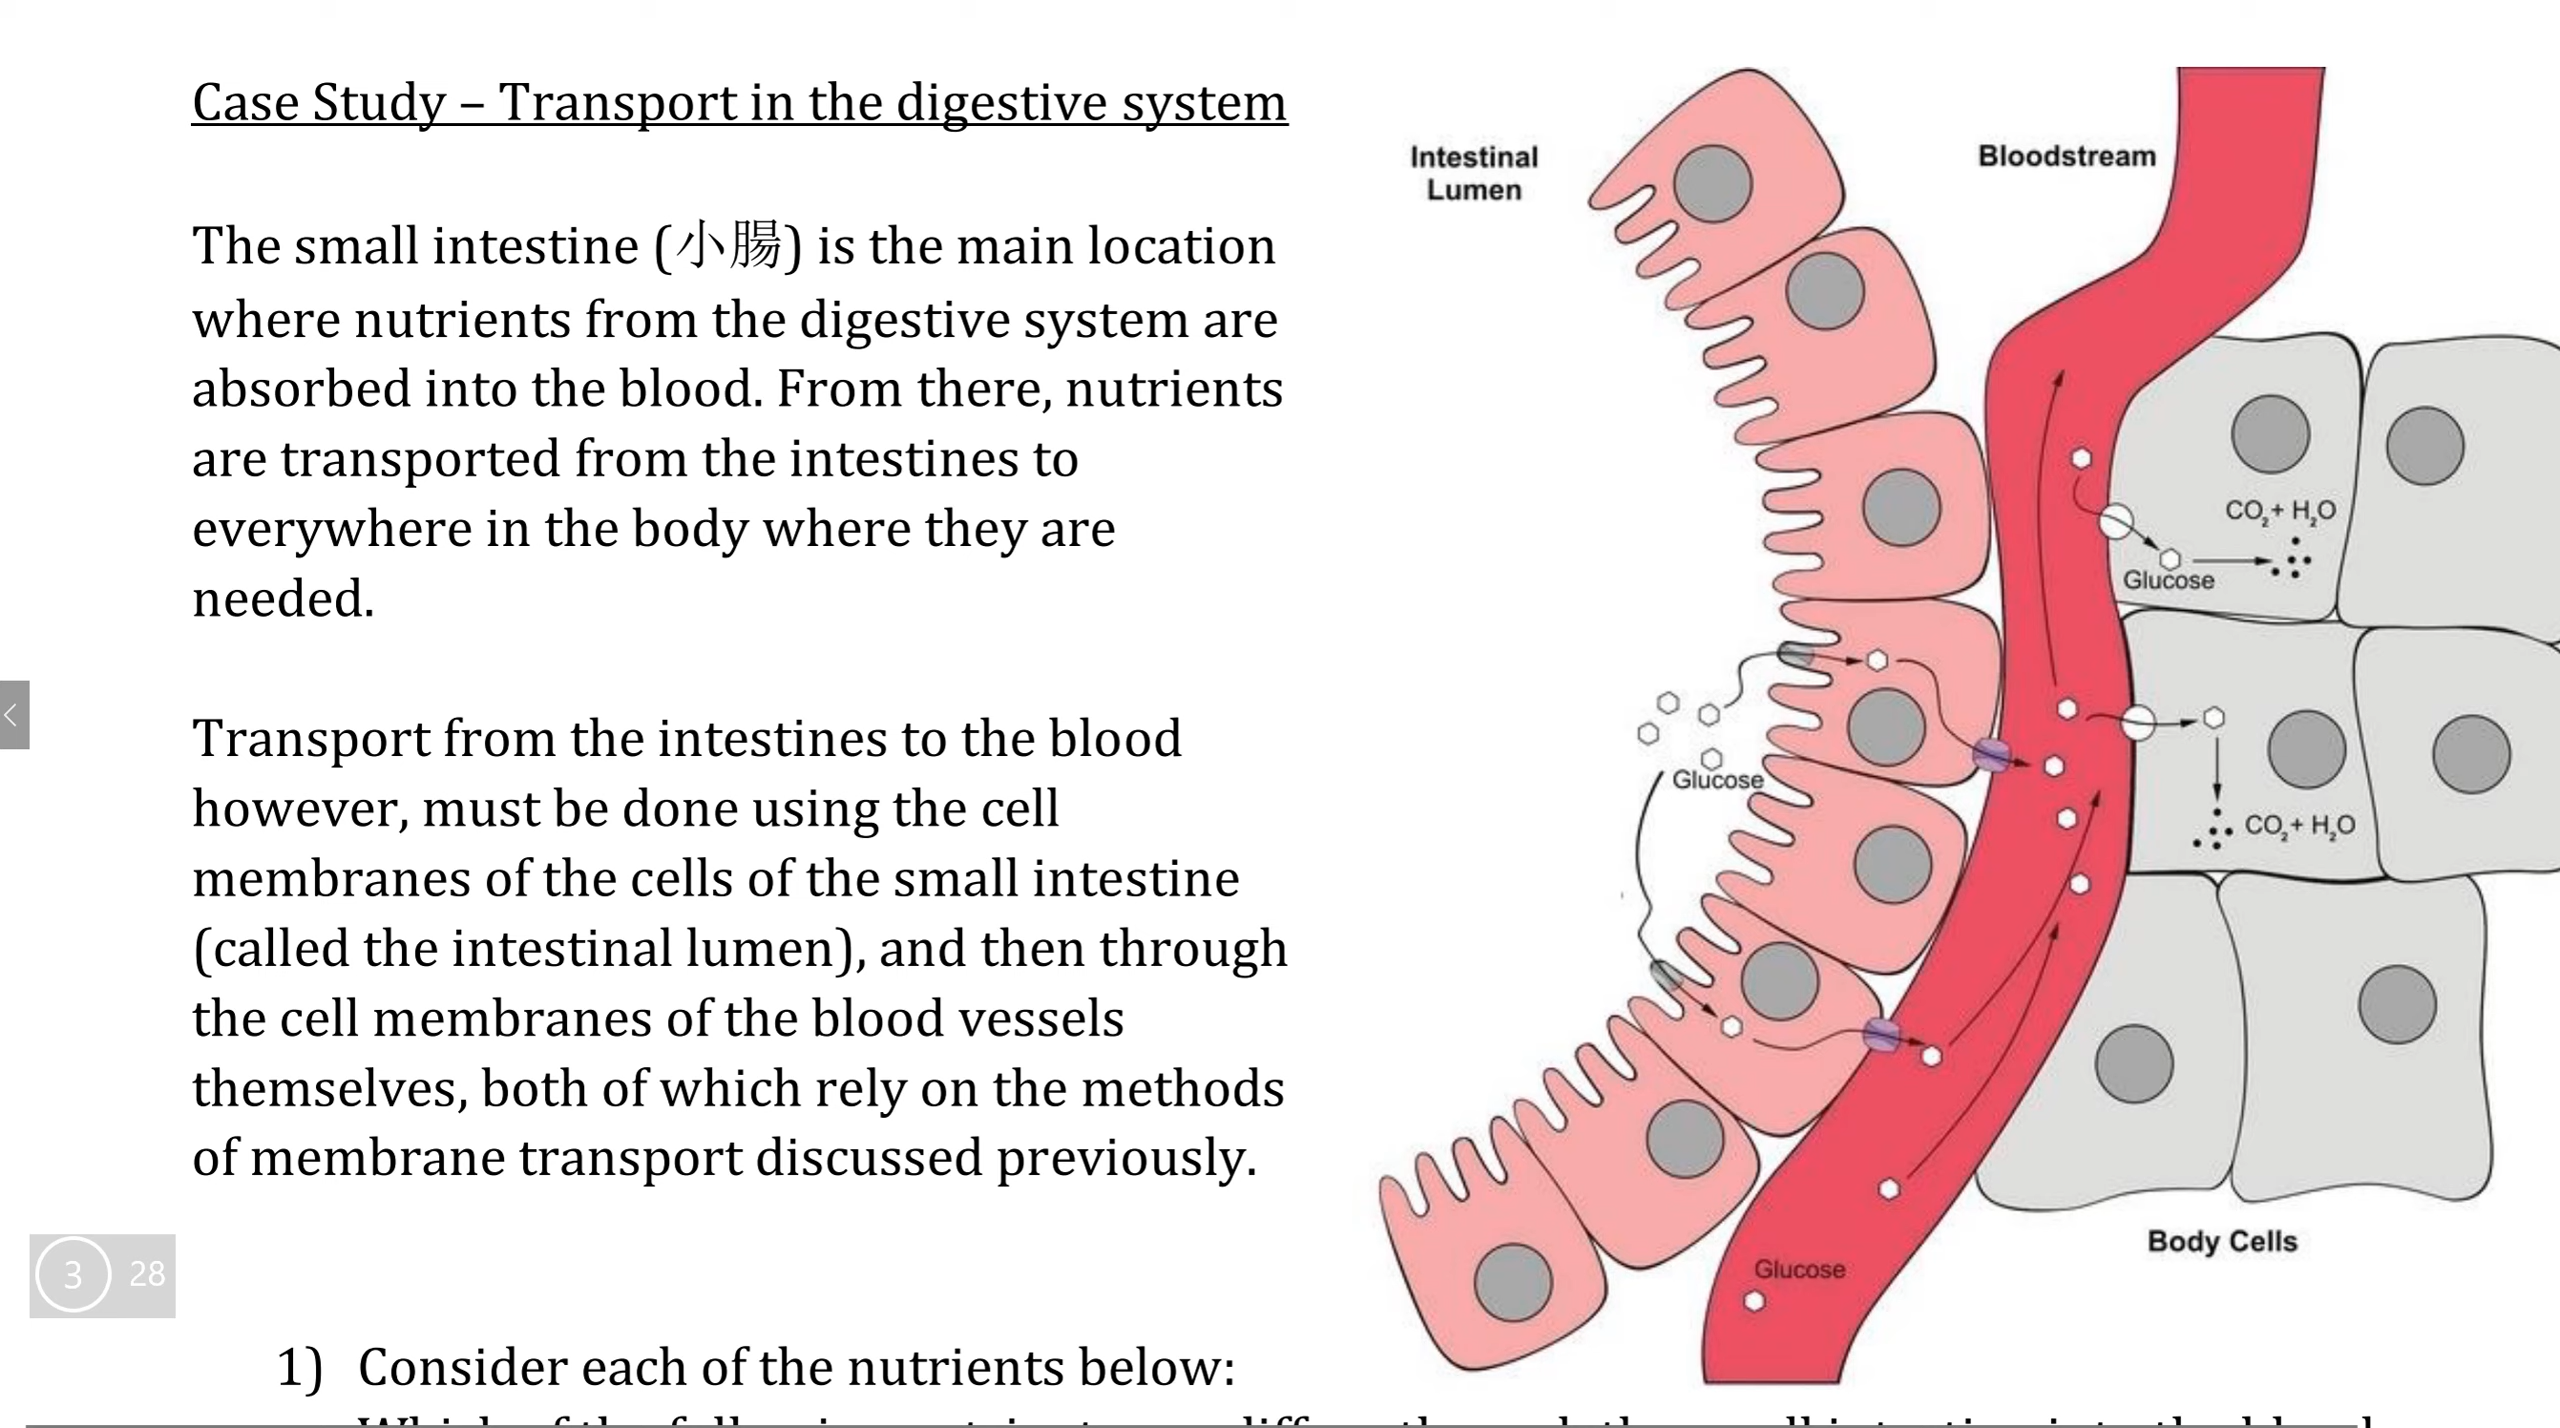 Case Study – Transport in the digestive system
The small intestine (小腸) is the main location
where nutrients from the digestive system are
absorbed into the blood. From there, nutrients
are transported from the intestines to
everywhere in the body where they are
needed.
Transport from the intestines to the blood
however, must be done using the cell
membranes of the cells of the small intestine
(called the intestinal lumen), and then through
the cell membranes of the blood vessels
themselves, both of which rely on the methods
of membrane transport discussed previously.
3 28
1) Consider each of the nutrients below:
Intestinal
Lumen
Bloodstream
CO₂+ H₂O
Glucose
Glucose
CO₂+ H₂O
Body Cells
Glucose